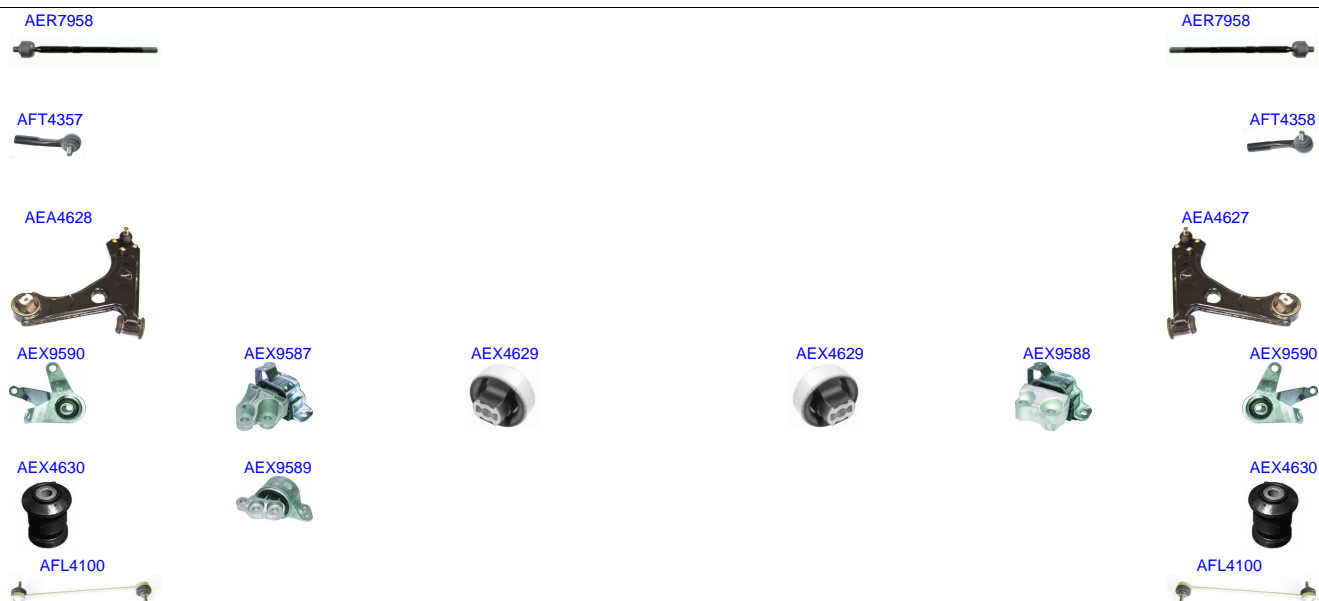 AER7958 AER7958
AFT4357 AFT4358
AEA4628 AEA4627
AEX9590 AEX9587 AEX4629 AEX4629 AEX9588 AEX9590
AEX4630 AEX9589 AEX4630
AFL4100 AFL4100